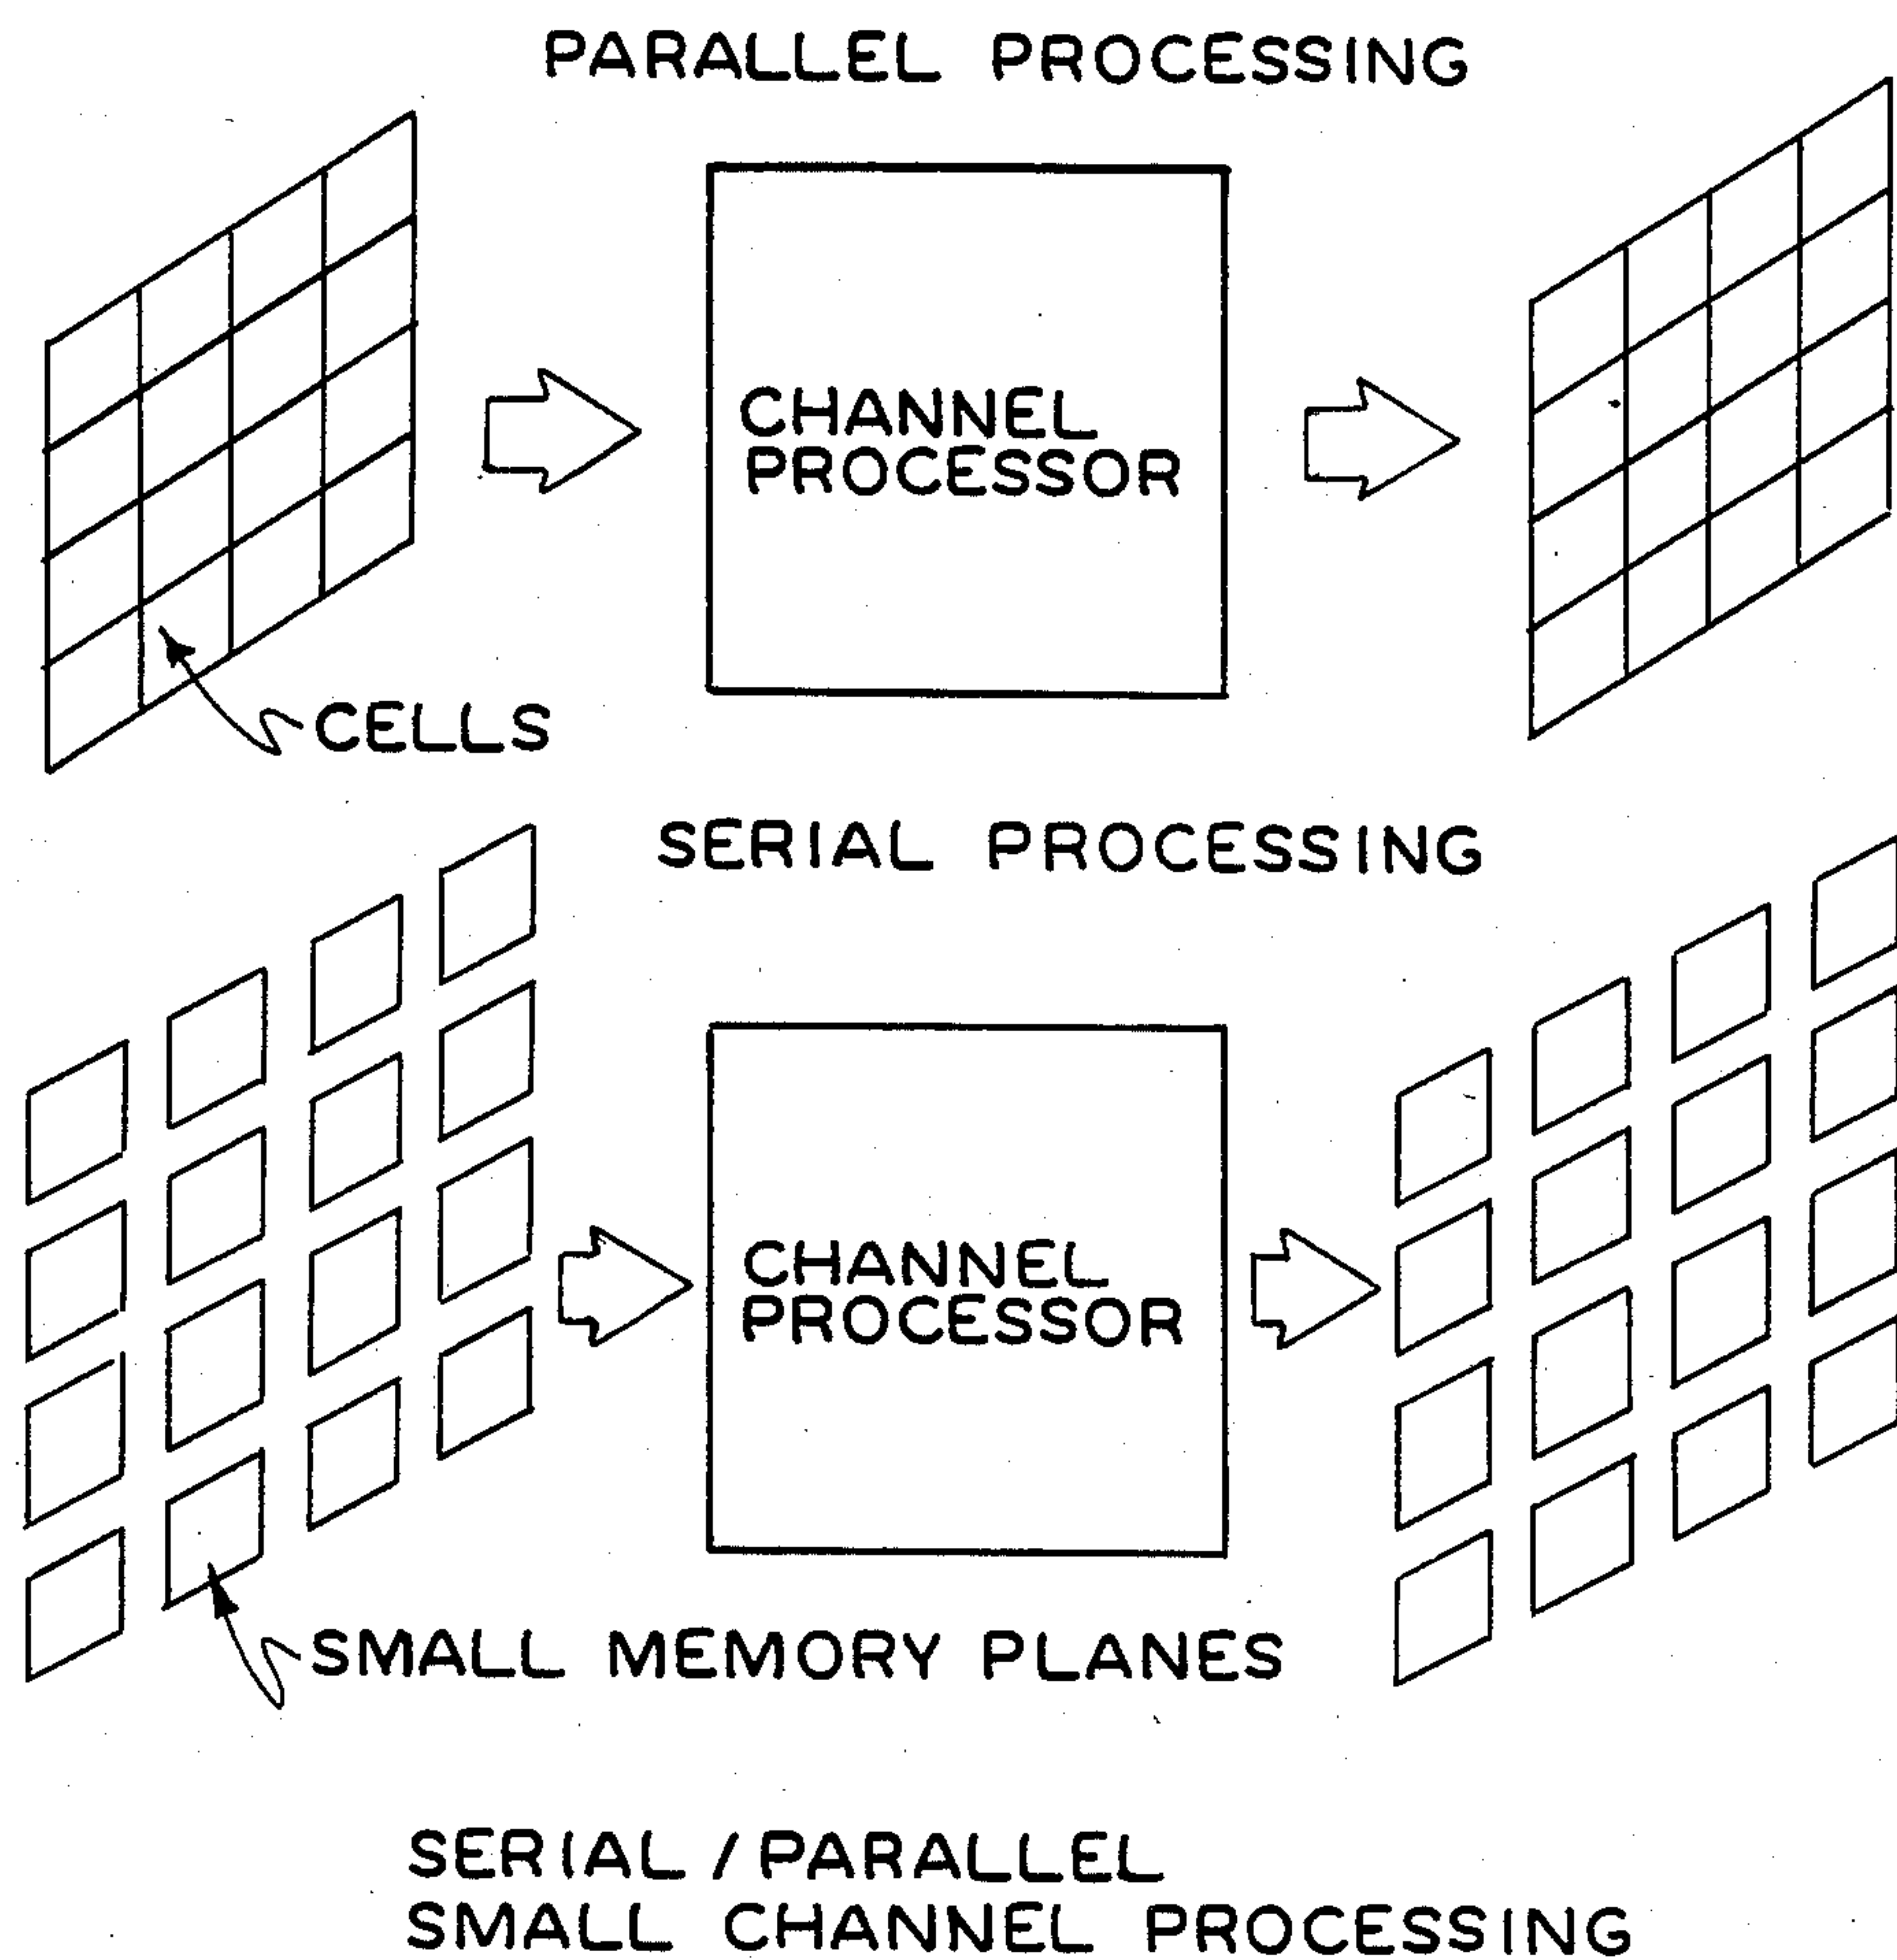 PARALLEL PROCESSING
CHANNEL
PROCESSOR
CELLS
SERIAL PROCESSING
CHANNEL
PROCESSOR
SMALL MEMORY PLANES
SERIAL / PARALLEL
SMALL CHANNEL PROCESSING